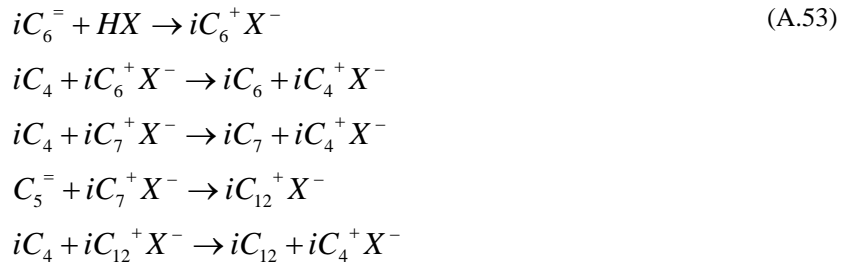 iC₆⁼ + HX → iC₆⁺X⁻ (A.53)
iC₄ + iC₆⁺X⁻ → iC₆ + iC₄⁺X⁻
iC₄ + iC₇⁺X⁻ → iC₇ + iC₄⁺X⁻
C₅⁼ + iC₇⁺X⁻ → iC₁₂⁺X⁻
iC₄ + iC₁₂⁺X⁻ → iC₁₂ + iC₄⁺X⁻